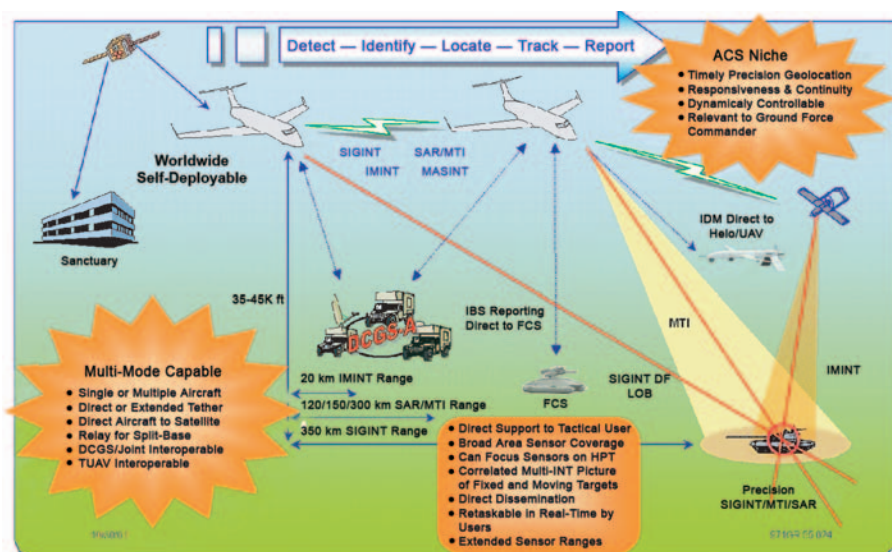 Detect — Identify — Locate — Track — Report
ACS Niche
• Timely Precision Geolocation
• Responsiveness & Continuity
• Dynamicaly Controllable
• Relevant to Ground Force
Commander
Worldwide
Self-Deployable
SIGINT SAR/MTI
IMINT MASINT
Sanctuary
IDM Direct to
Helo/UAV
35-45K ft
DCGS-A
IBS Reporting
Direct to FCS
MTI
IMINT
Multi-Mode Capable
• Single or Multiple Aircraft
• Direct or Extended Tether
• Direct Aircraft to Satellite
• Relay for Split-Base
• DCGS/Joint Interoperable
• TUAV Interoperable
20 km IMINT Range
120/150/300 km SAR/MTI Range
350 km SIGINT Range
FCS
SIGINT DF
LOB
• Direct Support to Tactical User
• Broad Area Sensor Coverage
• Can Focus Sensors on HPT
• Correlated Multi-INT Picture
of Fixed and Moving Targets
• Direct Dissemination
• Retaskable in Real-Time by
Users
• Extended Sensor Ranges
Precision
SIGINT/MTI/SAR